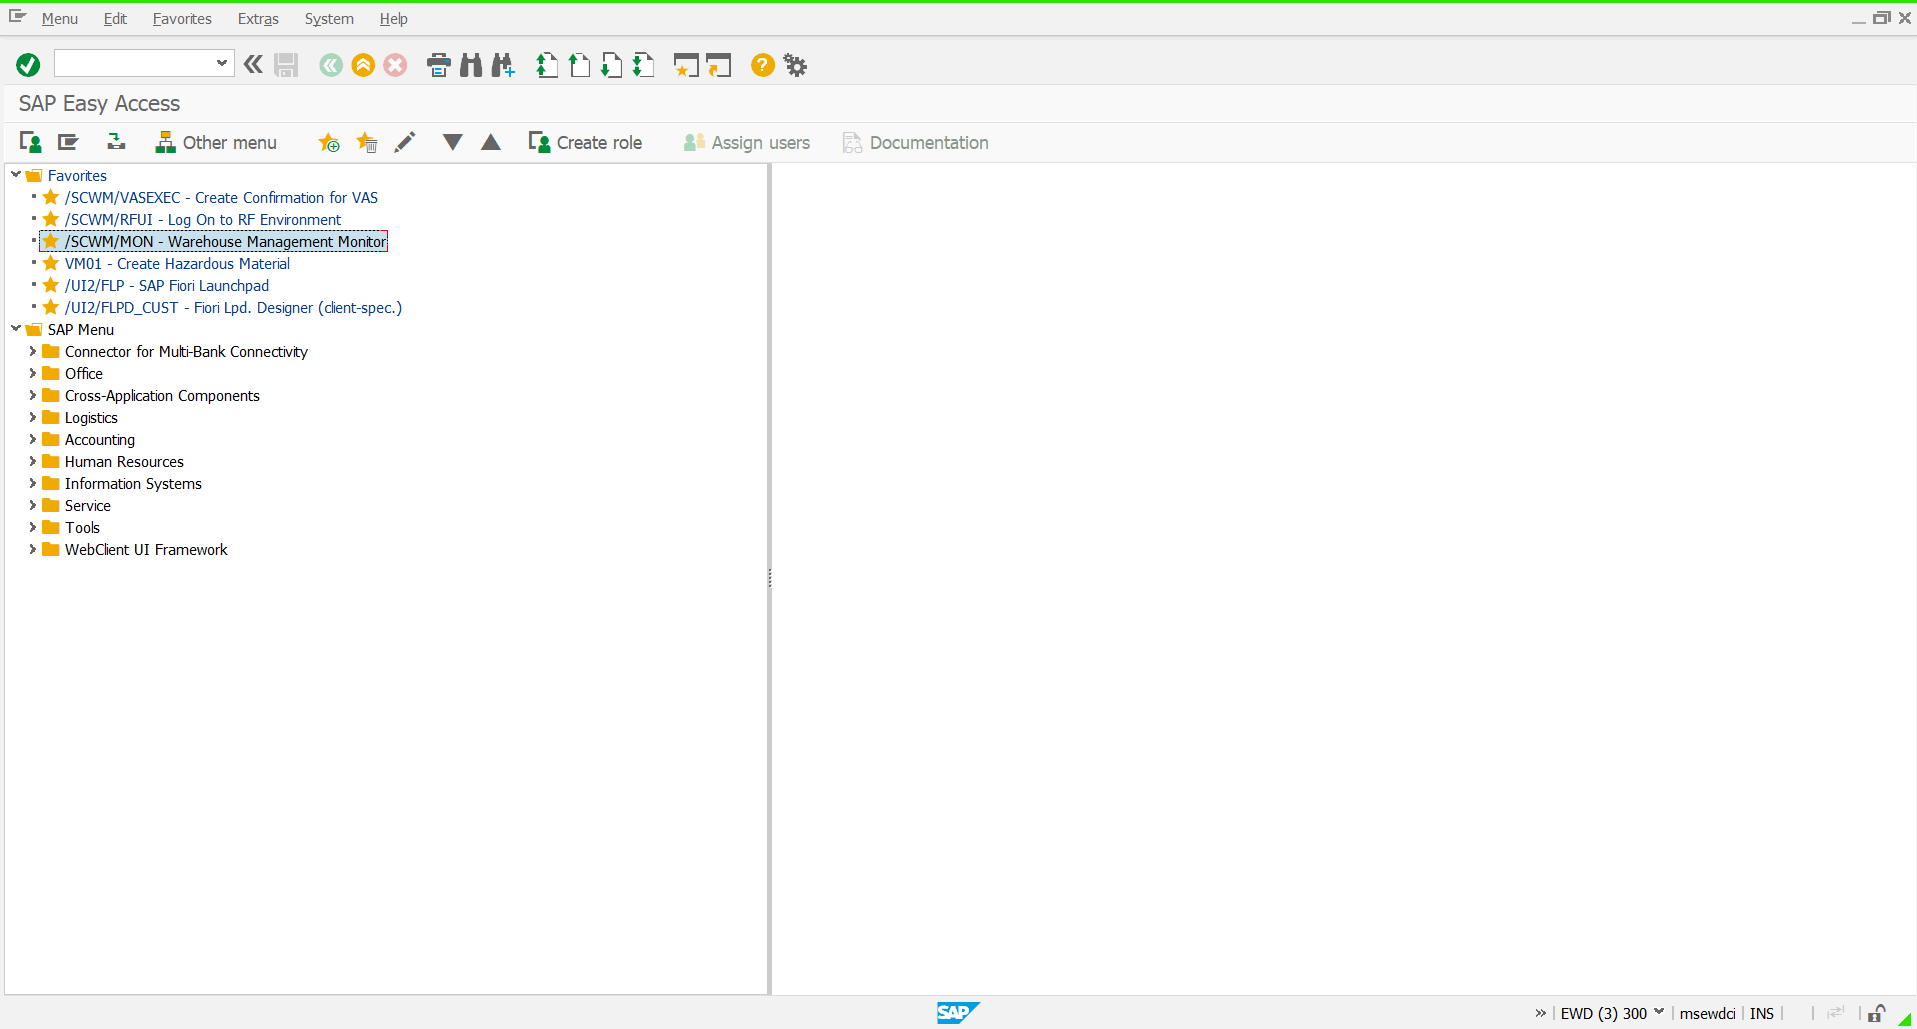 Menu Edit Favorites Extras System Help
SAP Easy Access
Other menu Create role Assign users Documentation
Favorites
/SCWM/VASEXEC - Create Confirmation for VAS
/SCWM/RFUI - Log On to RF Environment
/SCWM/MON - Warehouse Management Monitor
VM01 - Create Hazardous Material
/UI2/FLP - SAP Fiori Launchpad
/UI2/FLPD_CUST - Fiori Lpd. Designer (client-spec.)
SAP Menu
Connector for Multi-Bank Connectivity
Office
Cross-Application Components
Logistics
Accounting
Human Resources
Information Systems
Service
Tools
WebClient UI Framework
SAP EWD (3) 300 msewdci INS